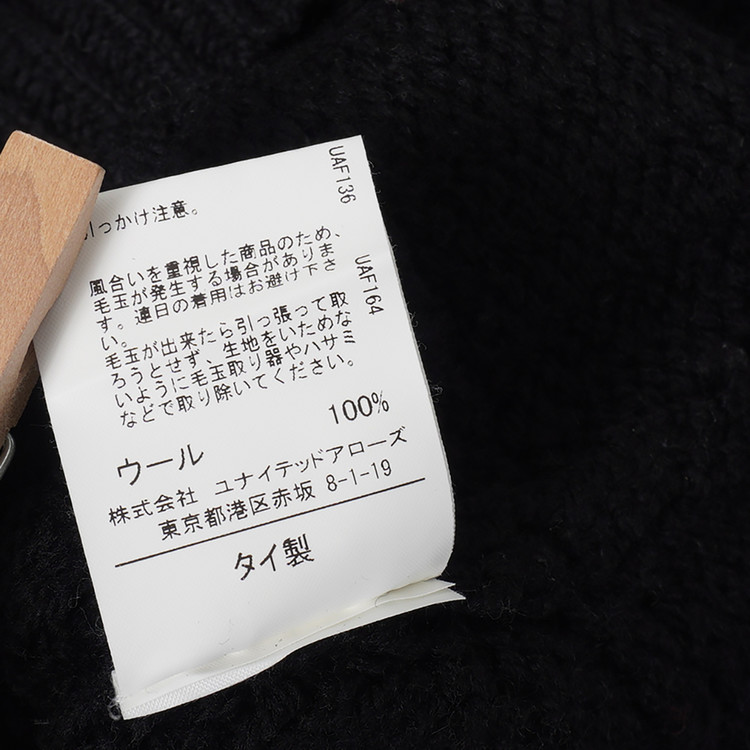 引っかけ注意。
UAF136
風合いを重視した商品のため、
毛玉が発生する場合がありま
す。連日の着用はお避け下さ
い。
毛玉が出来たら引っ張って取
ろうとせず、生地をいためな
いように毛玉取り器やハサミ
などで取り除いてください。
UAF164
100%
ウール
株式会社 ユナイテッドアローズ
東京都港区赤坂 8-1-19
タイ製